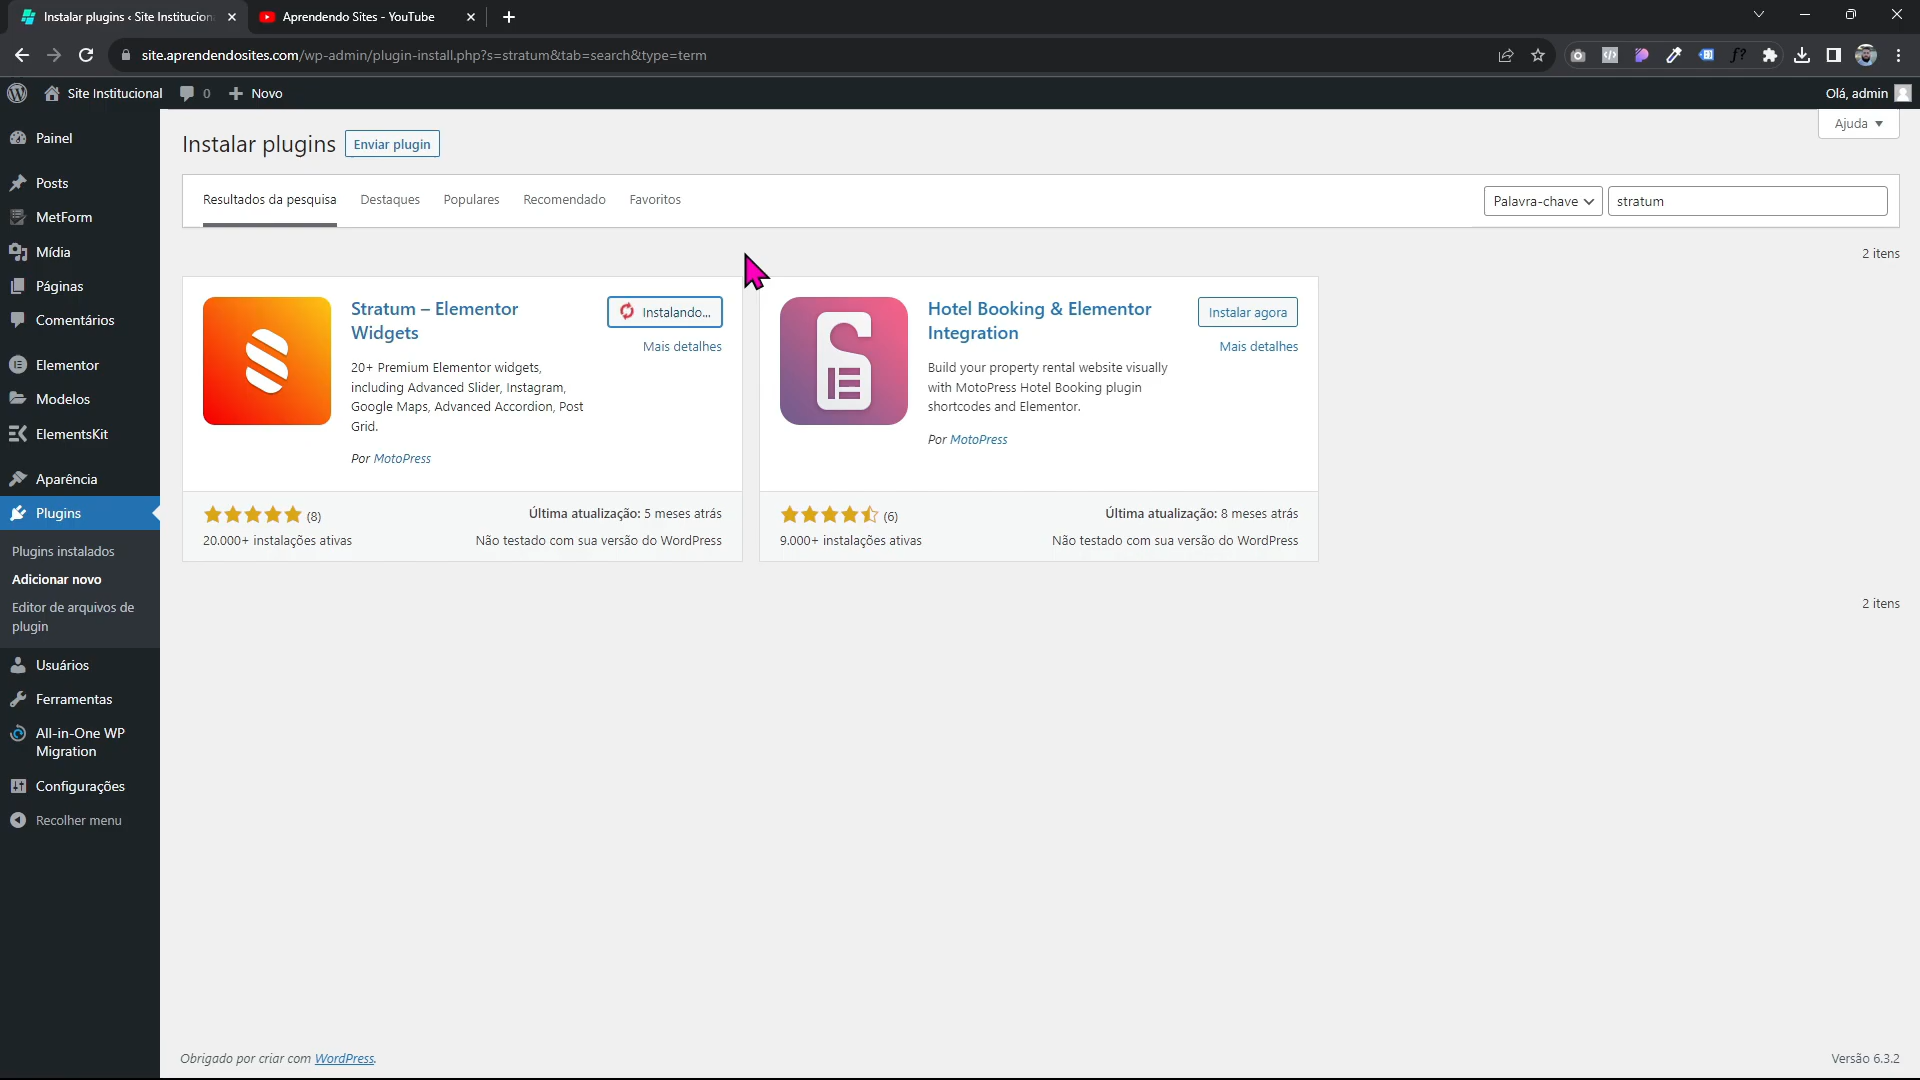 Instalar plugins ‹ Site Institucion
Aprendendo Sites - YouTube
site.aprendendosites.com/wp-admin/plugin-install.php?s=stratum&tab=search&type=term
Site Institucional
0
Novo
Olá, admin
Ajuda
Painel
Posts
MetForm
Mídia
Páginas
Comentários
Elementor
Modelos
ElementsKit
Aparência
Plugins
Plugins instalados
Adicionar novo
Editor de arquivos de
plugin
Usuários
Ferramentas
All-in-One WP
Migration
Configurações
Recolher menu
Instalar plugins
Enviar plugin
Resultados da pesquisa
Destaques
Populares
Recomendado
Favoritos
Palavra-chave
stratum
2 itens
Stratum – Elementor
Widgets
Instalando...
Mais detalhes
20+ Premium Elementor widgets,
including Advanced Slider, Instagram,
Google Maps, Advanced Accordion, Post
Grid.
Por MotoPress
(8)
Última atualização: 5 meses atrás
20.000+ instalações ativas
Não testado com sua versão do WordPress
Hotel Booking & Elementor
Integration
Instalar agora
Mais detalhes
Build your property rental website visually
with MotoPress Hotel Booking plugin
shortcodes and Elementor.
Por MotoPress
(6)
Última atualização: 8 meses atrás
9.000+ instalações ativas
Não testado com sua versão do WordPress
2 itens
Obrigado por criar com WordPress.
Versão 6.3.2